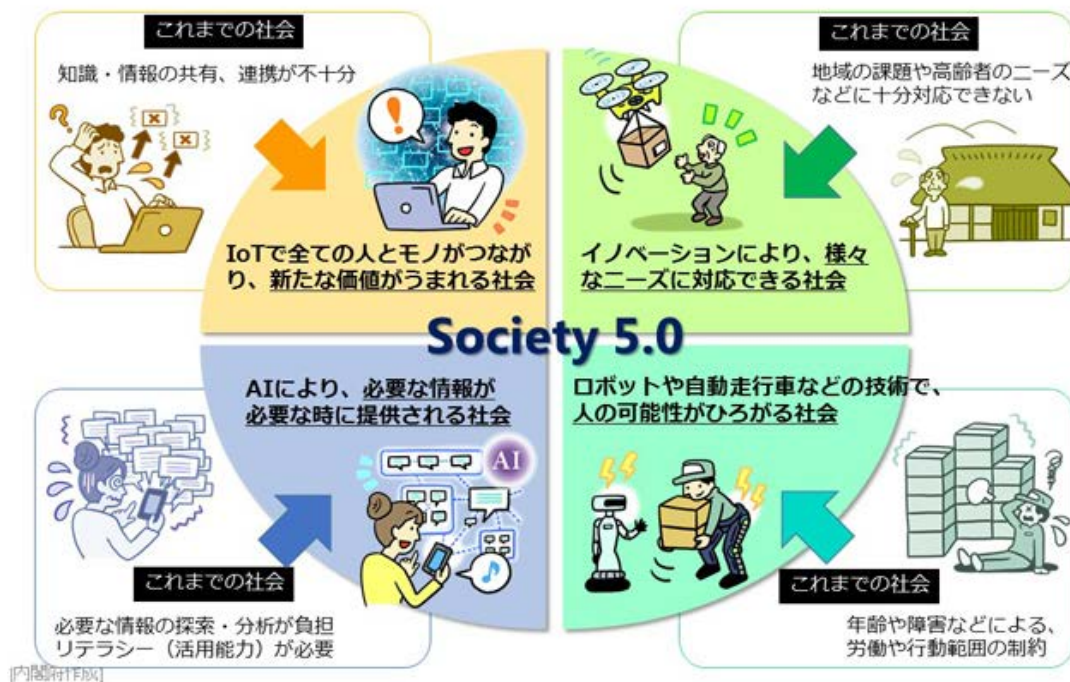 これまでの社会
知識・情報の共有、連携が不十分
IoTで全ての人とモノがつなが
り、新たな価値がうまれる社会
これまでの社会
地域の課題や高齢者のニーズ
などに十分対応できない
イノベーションにより、様々
なニーズに対応できる社会
Society 5.0
AIにより、必要な情報が
必要な時に提供される社会
AI
これまでの社会
必要な情報の探索・分析が負担
リテラシー（活用能力）が必要
ロボットや自動走行車などの技術で、
人の可能性がひろがる社会
これまでの社会
年齢や障害などによる、
労働や行動範囲の制約
[内閣府作成]